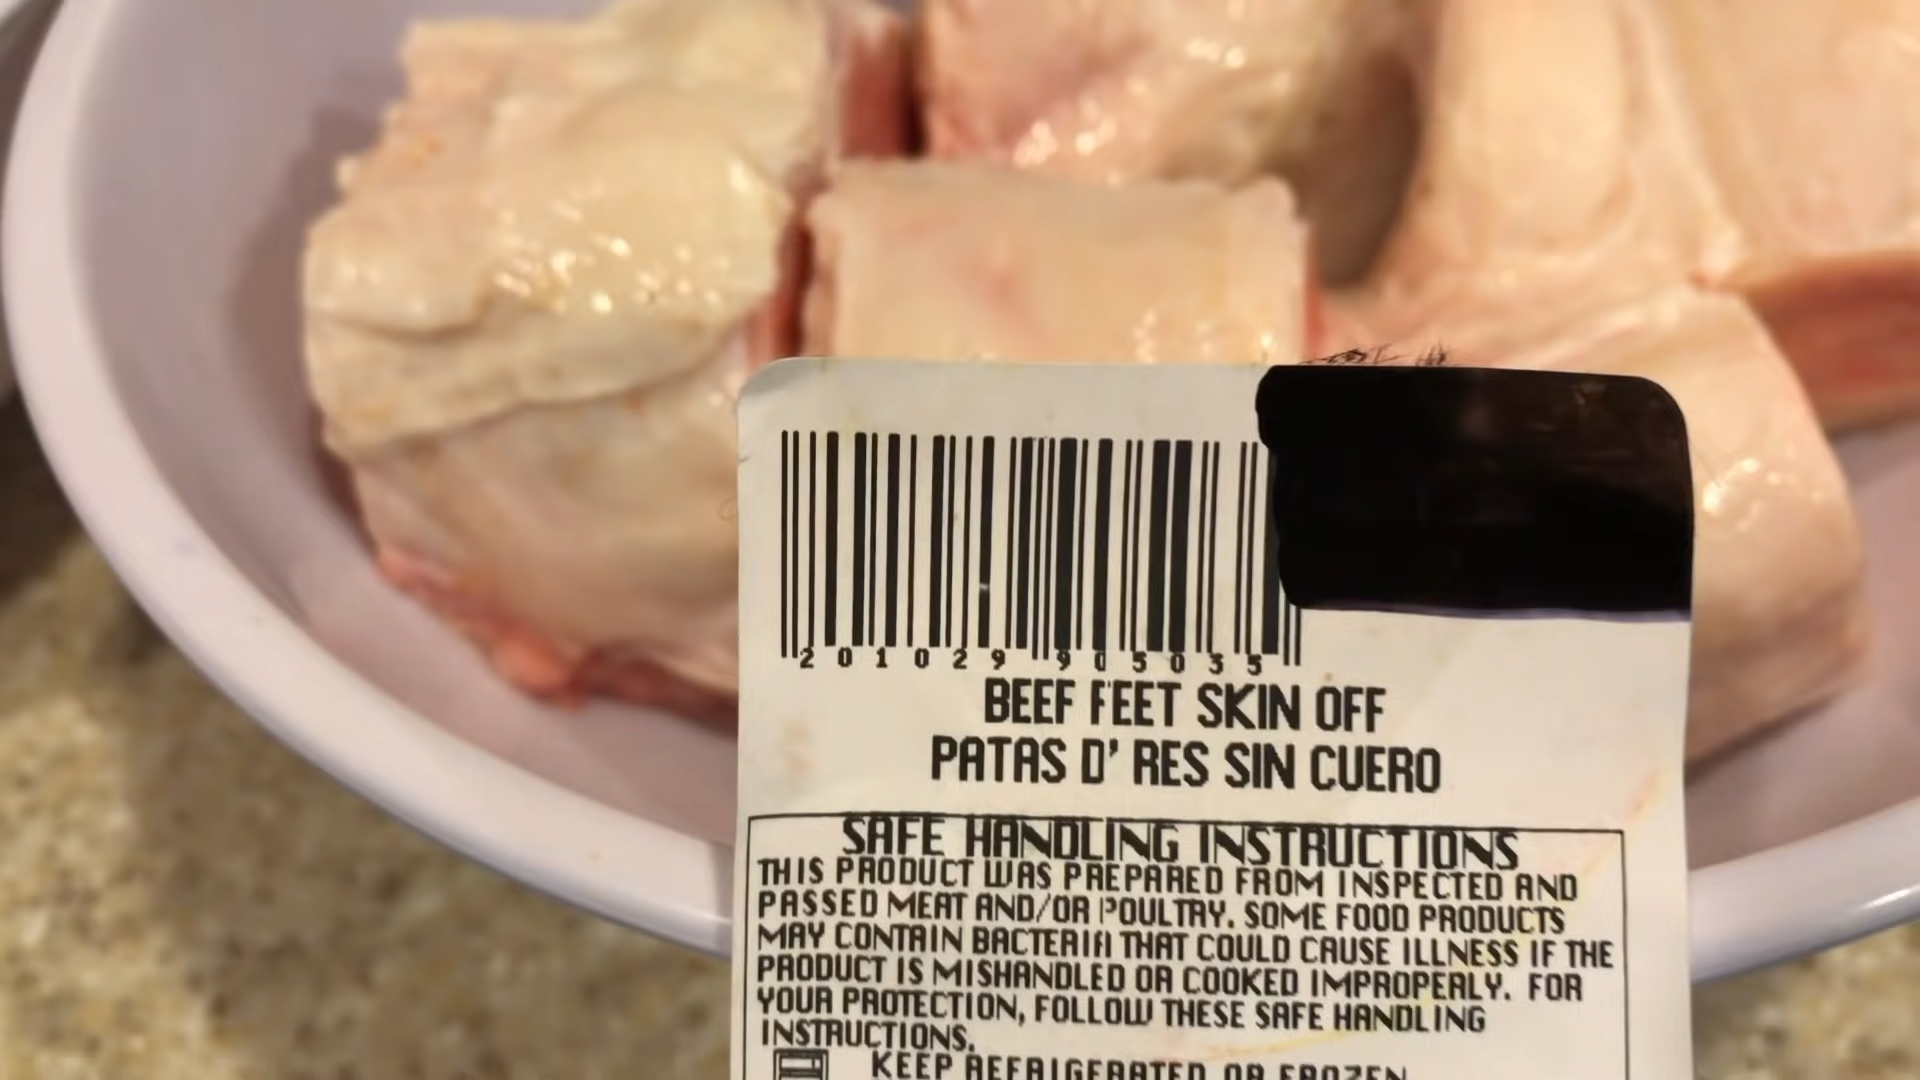 2 01029 905035
BEEF FEET SKIN OFF
PATAS D' RES SIN CUERO
SAFE HANDLING INSTRUCTIONS
THIS PRODUCT WAS PREPARED FROM INSPECTED AND
PASSED MEAT AND/OR POULTRY. SOME FOOD PRODUCTS
MAY CONTAIN BACTERIA THAT COULD CAUSE ILLNESS IF THE
PRODUCT IS MISHANDLED OR COOKED IMPROPERLY. FOR
YOUR PROTECTION, FOLLOW THESE SAFE HANDLING
INSTRUCTIONS.
KEEP REFRIGERATED OR FROZEN